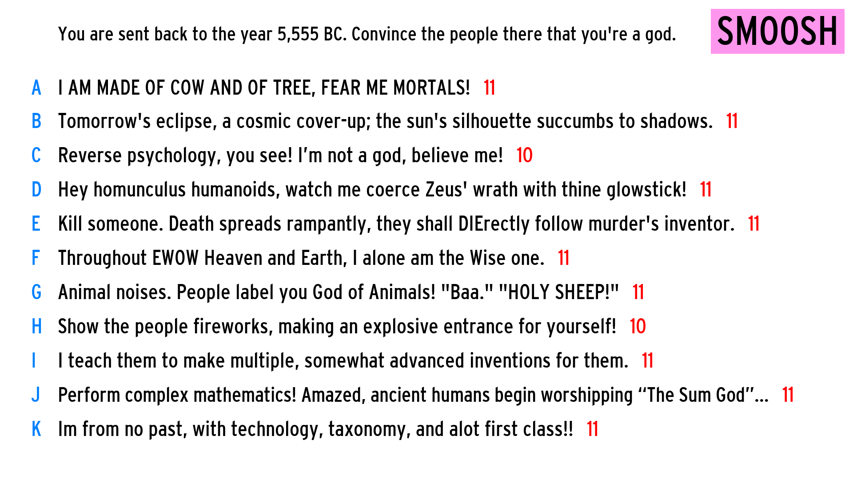 You are sent back to the year 5,555 BC. Convince the people there that you're a god.
SMOOSH
A I AM MADE OF COW AND OF TREE, FEAR ME MORTALS! 11
B Tomorrow's eclipse, a cosmic cover-up; the sun's silhouette succumbs to shadows. 11
C Reverse psychology, you see! I’m not a god, believe me! 10
D Hey homunculus humanoids, watch me coerce Zeus' wrath with thine glowstick! 11
E Kill someone. Death spreads rampantly, they shall DIErectly follow murder's inventor. 11
F Throughout EWOW Heaven and Earth, I alone am the Wise one. 11
G Animal noises. People label you God of Animals! "Baa." "HOLY SHEEP!" 11
H Show the people fireworks, making an explosive entrance for yourself! 10
I I teach them to make multiple, somewhat advanced inventions for them. 11
J Perform complex mathematics! Amazed, ancient humans begin worshipping “The Sum God”... 11
K Im from no past, with technology, taxonomy, and alot first class!! 11